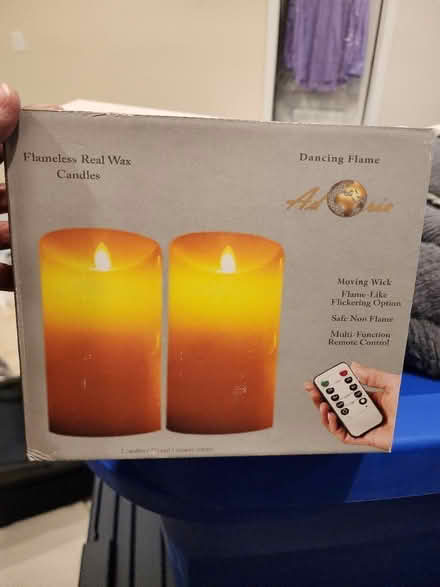 Flameless Real Wax
Candles
Dancing Flame
Moving Wick
Flame-Like
Flickering Option
Safe Non Flame
Multi-Function
Remote Control